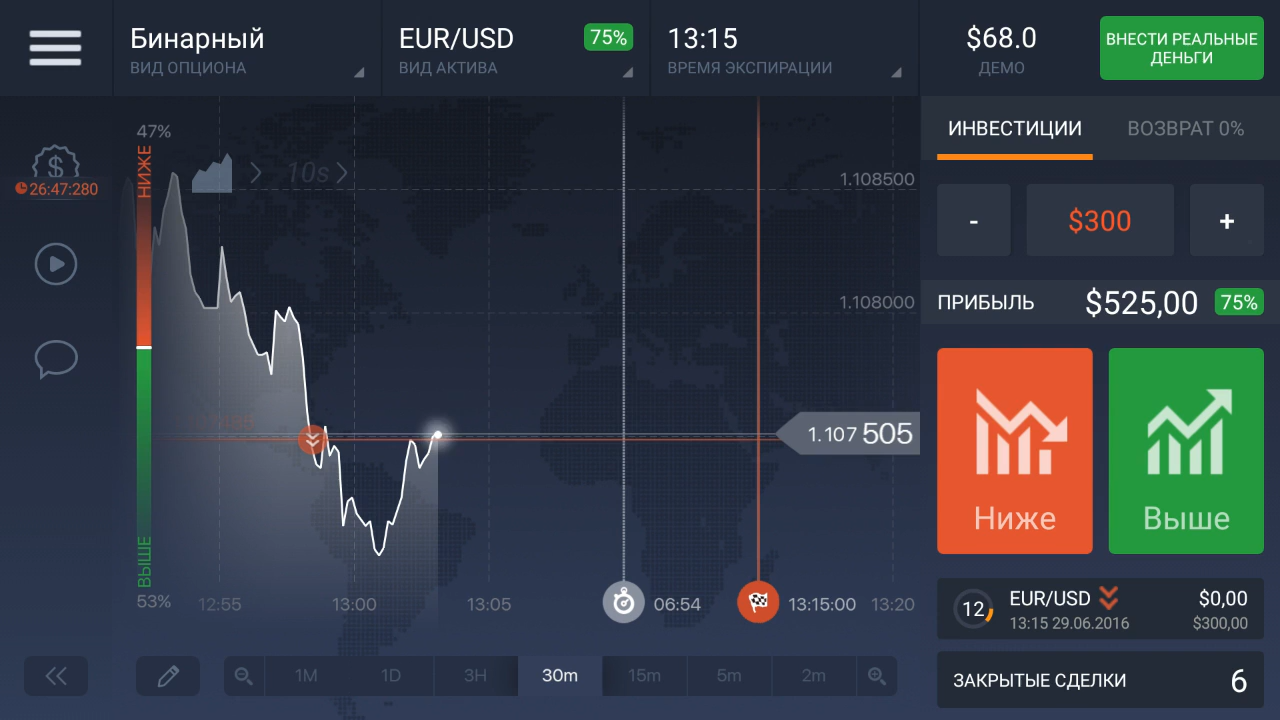 Бинарный
ВИД ОПЦИОНА
EUR/USD
75%
ВИД АКТИВА
13:15
ВРЕМЯ ЭКСПИРАЦИИ
$68.0
ДЕМО
ВНЕСТИ РЕАЛЬНЫЕ
ДЕНЬГИ
$
26:47:280
47%
НИЖЕ
10s
1.108500
1.108000
1.107 505
ВЫШЕ
53%
12:55
13:00
13:05
06:54
13:15:00
13:20
1M
1D
3H
30m
15m
5m
2m
ИНВЕСТИЦИИ
ВОЗВРАТ 0%
-
$300
+
ПРИБЫЛЬ
$525,00
75%
Ниже
Выше
12
EUR/USD
$0,00
13:15 29.06.2016
$300,00
ЗАКРЫТЫЕ СДЕЛКИ
6